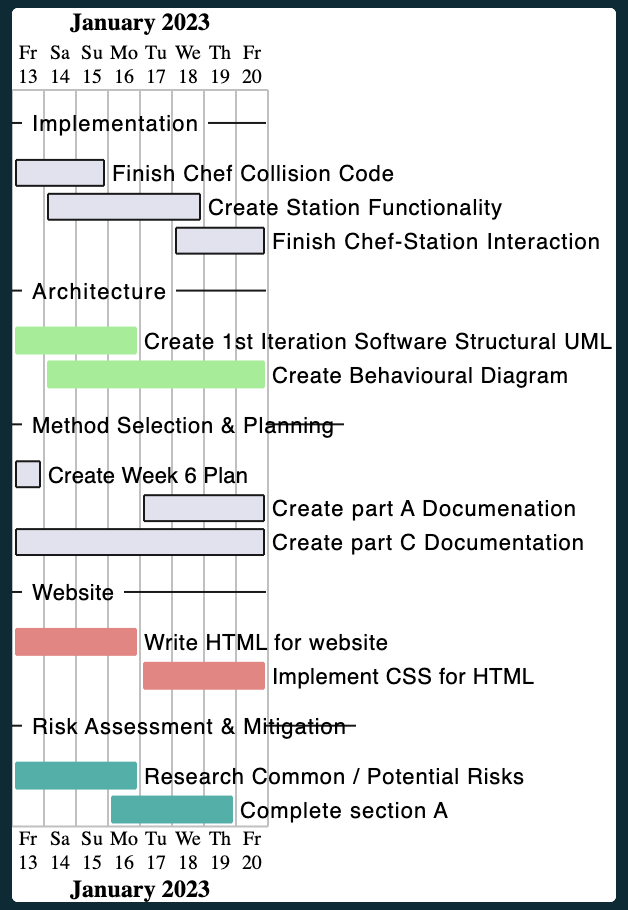 January 2023
Fr Sa Su Mo Tu We Th Fr
13 14 15 16 17 18 19 20
Implementation
Finish Chef Collision Code
Create Station Functionality
Finish Chef-Station Interaction
Architecture
Create 1st Iteration Software Structural UML
Create Behavioural Diagram
Method Selection & Planning
Create Week 6 Plan
Create part A Documenation
Create part C Documentation
Website
Write HTML for website
Implement CSS for HTML
Risk Assessment & Mitigation
Research Common / Potential Risks
Complete section A
Fr Sa Su Mo Tu We Th Fr
13 14 15 16 17 18 19 20
January 2023